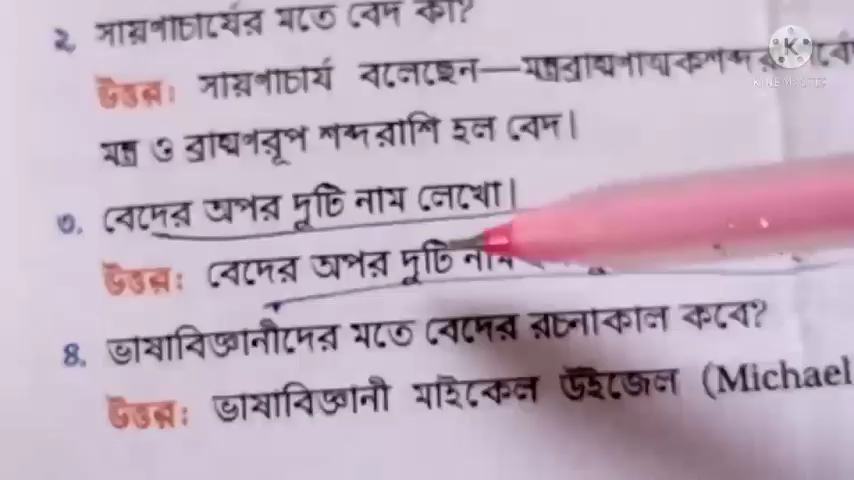 ২. সায়ণাচার্যের মতে বেদ কী?
উত্তর: সায়ণাচার্য বলেছেন—মন্ত্রব্রাহ্মণাত্মকশব্দরা
মন্ত্র ও ব্রাহ্মণরূপ শব্দরাশি হল বেদ।
৩. বেদের অপর দুটি নাম লেখো।
উত্তর: বেদের অপর দুটি নাম
৪. ভাষাবিজ্ঞানীদের মতে বেদের রচনাকাল কবে?
উত্তর: ভাষাবিজ্ঞানী মাইকেল উইজেল (Michael
K
KINEMASTER